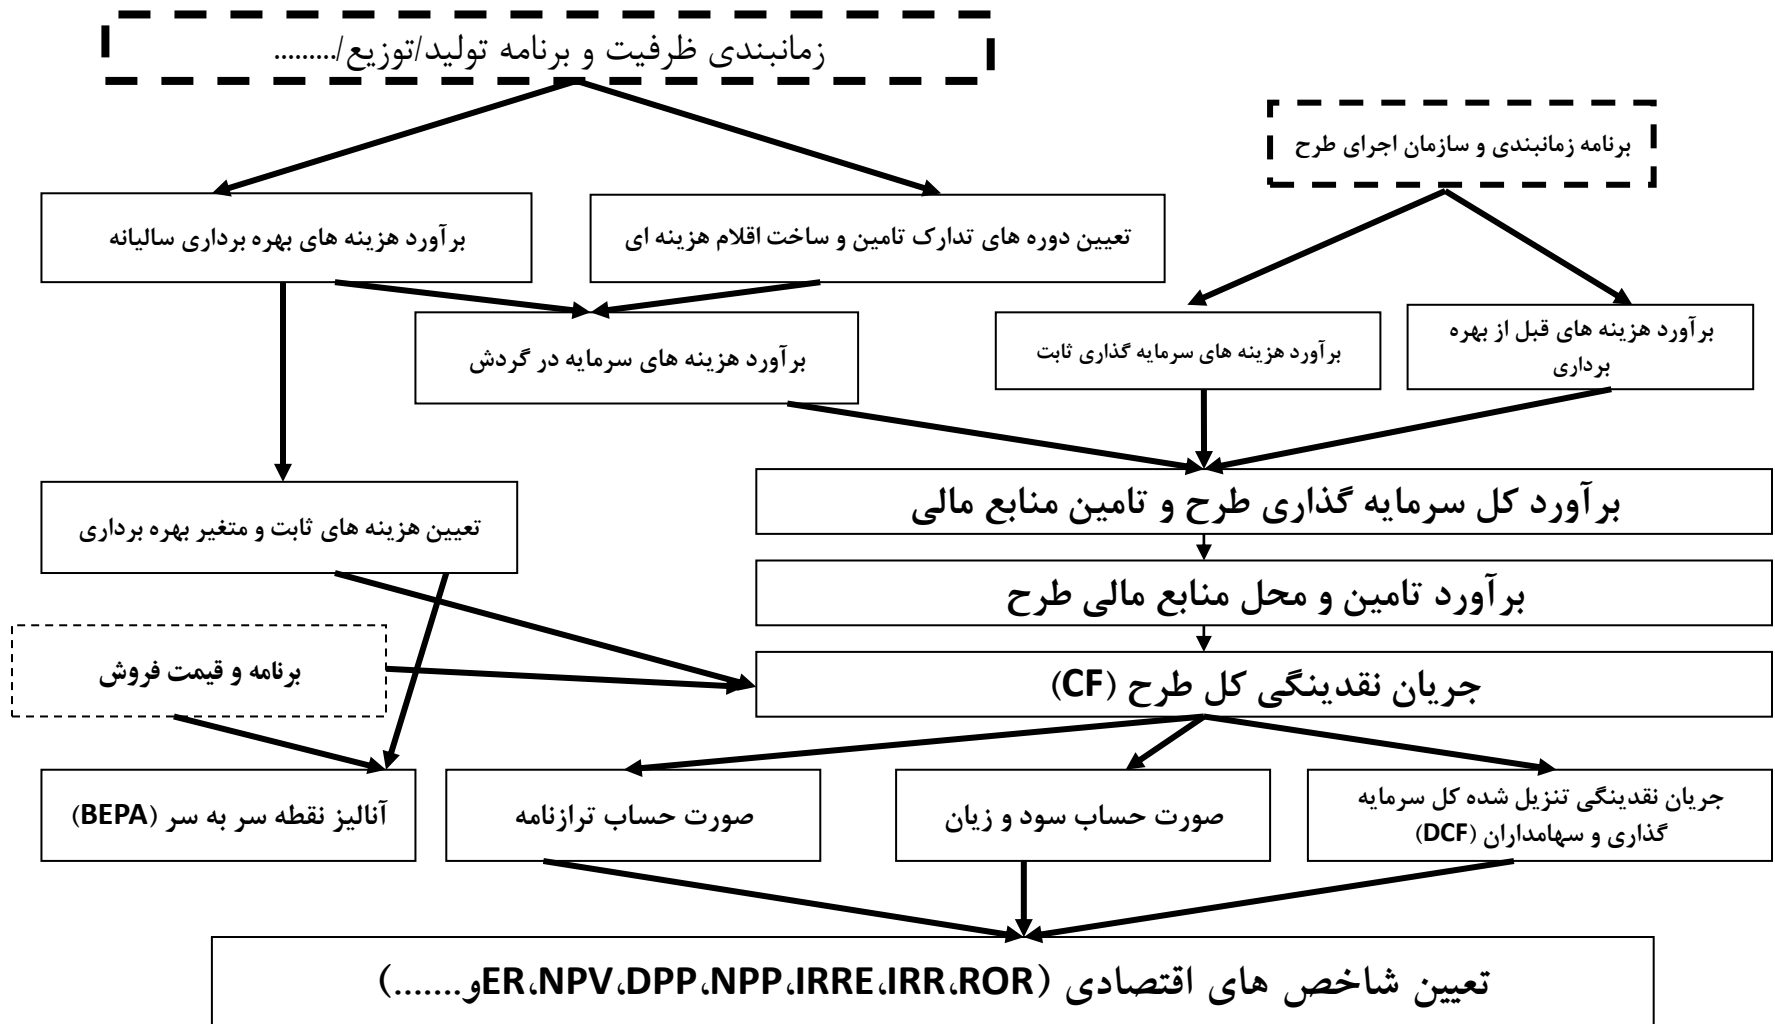 زمانبندی ظرفیت و برنامه تولید/توزیع/.........
برنامه زمانبندی و سازمان اجرای طرح
تعیین دوره های تدارک تامین و ساخت اقلام هزینه ای
برآورد هزینه های بهره برداری سالیانه
برآورد هزینه های قبل از بهره
برداری
برآورد هزینه های سرمایه گذاری ثابت
برآورد هزینه های سرمایه در گردش
برآورد کل سرمایه گذاری طرح و تامین منابع مالی
تعیین هزینه های ثابت و متغیر بهره برداری
برآورد تامین و محل منابع مالی طرح
برنامه و قیمت فروش
جریان نقدینگی کل طرح (CF)
جریان نقدینگی تنزیل شده کل سرمایه
گذاری و سهامداران (DCF)
صورت حساب سود و زیان
صورت حساب ترازنامه
آنالیز نقطه سر به سر (BEPA)
تعیین شاخص های اقتصادی (ER،NPV،DPP،NPP،IRRE،IRR،ROR و.......)